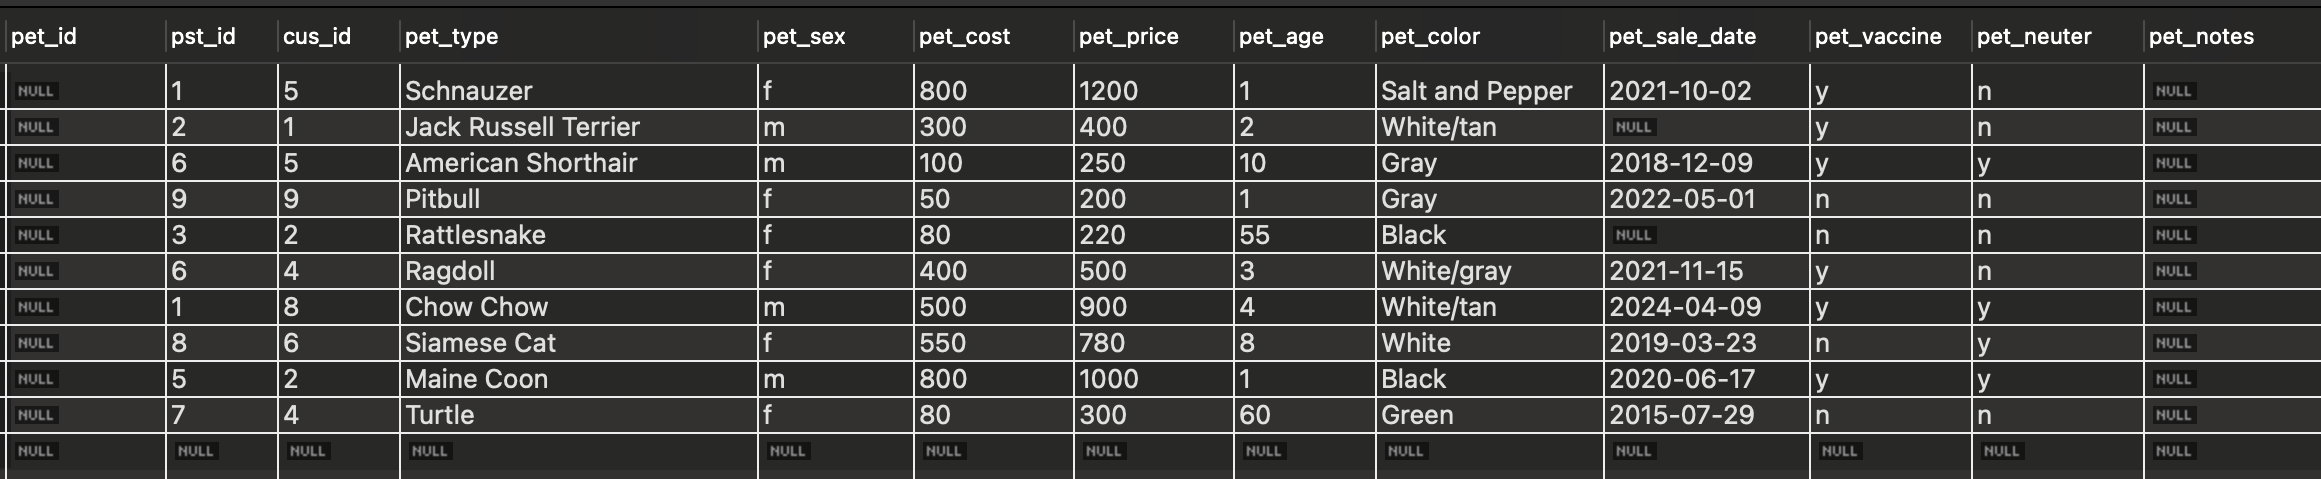 pet_id pst_id cus_id pet_type pet_sex pet_cost pet_price pet_age pet_color pet_sale_date pet_vaccine pet_neuter pet_notes
NULL 1 5 Schnauzer f 800 1200 1 Salt and Pepper 2021-10-02 y n NULL
NULL 2 1 Jack Russell Terrier m 300 400 2 White/tan NULL y n NULL
NULL 6 5 American Shorthair m 100 250 10 Gray 2018-12-09 y y NULL
NULL 9 9 Pitbull f 50 200 1 Gray 2022-05-01 n n NULL
NULL 3 2 Rattlesnake f 80 220 55 Black NULL n n NULL
NULL 6 4 Ragdoll f 400 500 3 White/gray 2021-11-15 y n NULL
NULL 1 8 Chow Chow m 500 900 4 White/tan 2024-04-09 y y NULL
NULL 8 6 Siamese Cat f 550 780 8 White 2019-03-23 n y NULL
NULL 5 2 Maine Coon m 800 1000 1 Black 2020-06-17 y y NULL
NULL 7 4 Turtle f 80 300 60 Green 2015-07-29 n n NULL
NULL NULL NULL NULL NULL NULL NULL NULL NULL NULL NULL NULL NULL